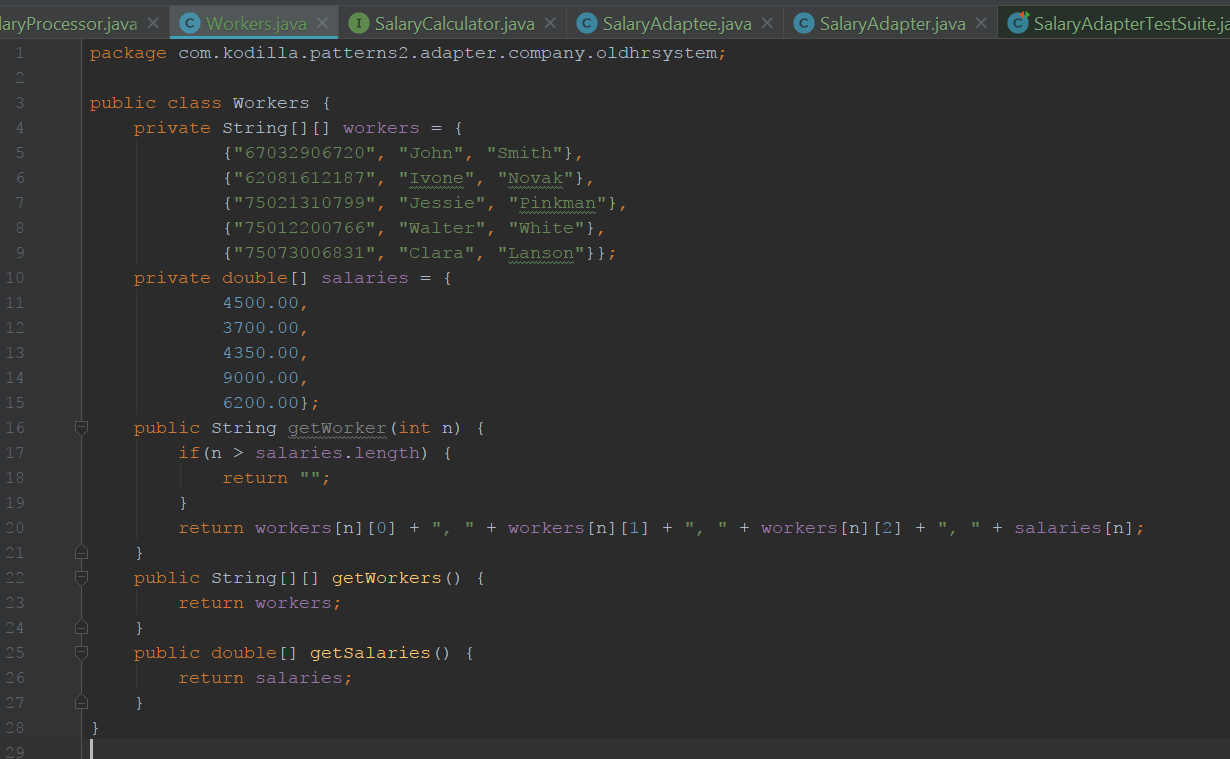 laryProcessor.java Workers.java SalaryCalculator.java SalaryAdaptee.java SalaryAdapter.java SalaryAdapterTestSuite.ja
1 package com.kodilla.patterns2.adapter.company.oldhrsystem;
2
3 public class Workers {
4     private String[][] workers = {
5             {"67032906720", "John", "Smith"},
6             {"62081612187", "Ivone", "Novak"},
7             {"75021310799", "Jessie", "Pinkman"},
8             {"75012200766", "Walter", "White"},
9             {"75073006831", "Clara", "Lanson"}};
10     private double[] salaries = {
11             4500.00,
12             3700.00,
13             4350.00,
14             9000.00,
15             6200.00};
16     public String getWorker(int n) {
17         if(n > salaries.length) {
18             return "";
19         }
20         return workers[n][0] + ", " + workers[n][1] + ", " + workers[n][2] + ", " + salaries[n];
21     }
22     public String[][] getWorkers() {
23         return workers;
24     }
25     public double[] getSalaries() {
26         return salaries;
27     }
28 }
29